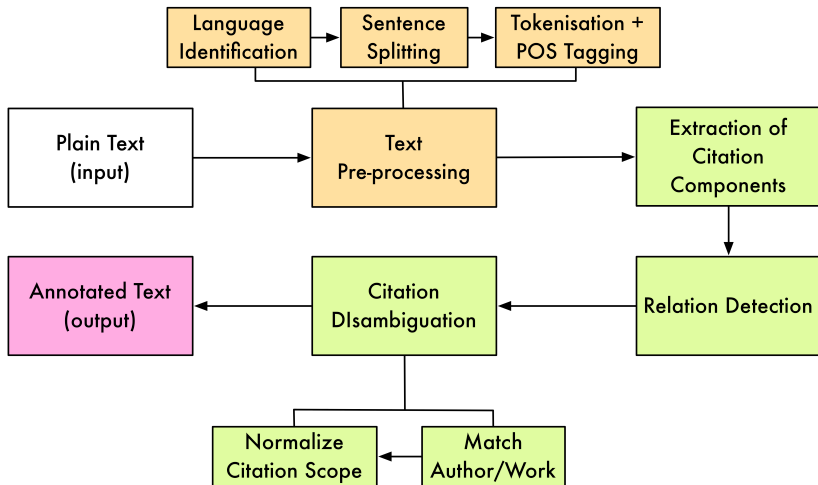 Language
Identification
Sentence
Splitting
Tokenisation +
POS Tagging
Plain Text
(input)
Text
Pre-processing
Extraction of
Citation
Components
Annotated Text
(output)
Citation
DIsambiguation
Relation Detection
Normalize
Citation Scope
Match
Author/Work